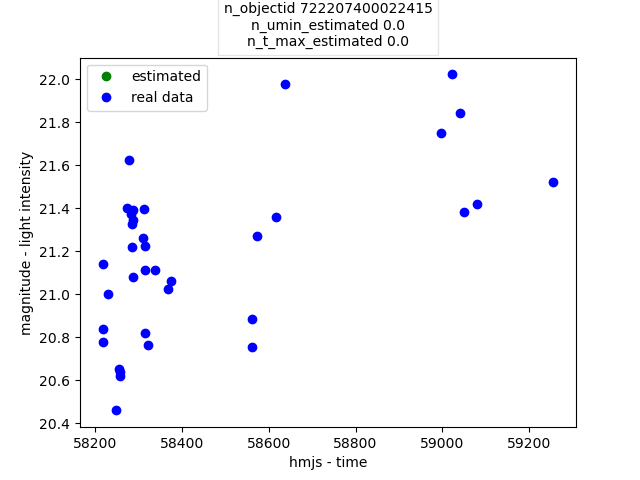 n_objectid 722207400022415
n_umin_estimated 0.0
n_t_max_estimated 0.0
estimated
real data
22.0
21.8
21.6
21.4
21.2
21.0
20.8
20.6
20.4
magnitude - light intensity
58200 58400 58600 58800 59000 59200
hmjs - time